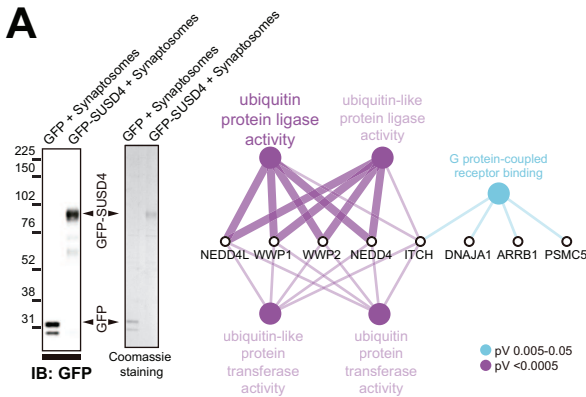 A
GFP + Synaptosomes
GFP-SUSD4 + Synaptosomes
GFP + Synaptosomes
GFP-SUSD4 + Synaptosomes
225
150
102
76
52
38
31
GFP-SUSD4
GFP
IB: GFP
Coomassie
staining
ubiquitin
protein ligase
activity
ubiquitin-like
protein ligase
activity
G protein-coupled
receptor binding
NEDD4L WWP1 WWP2 NEDD4 ITCH DNAJA1 ARRB1 PSMC5
ubiquitin-like
protein
transferase
activity
ubiquitin
protein
transferase
activity
pV 0.005-0.05
pV <0.0005